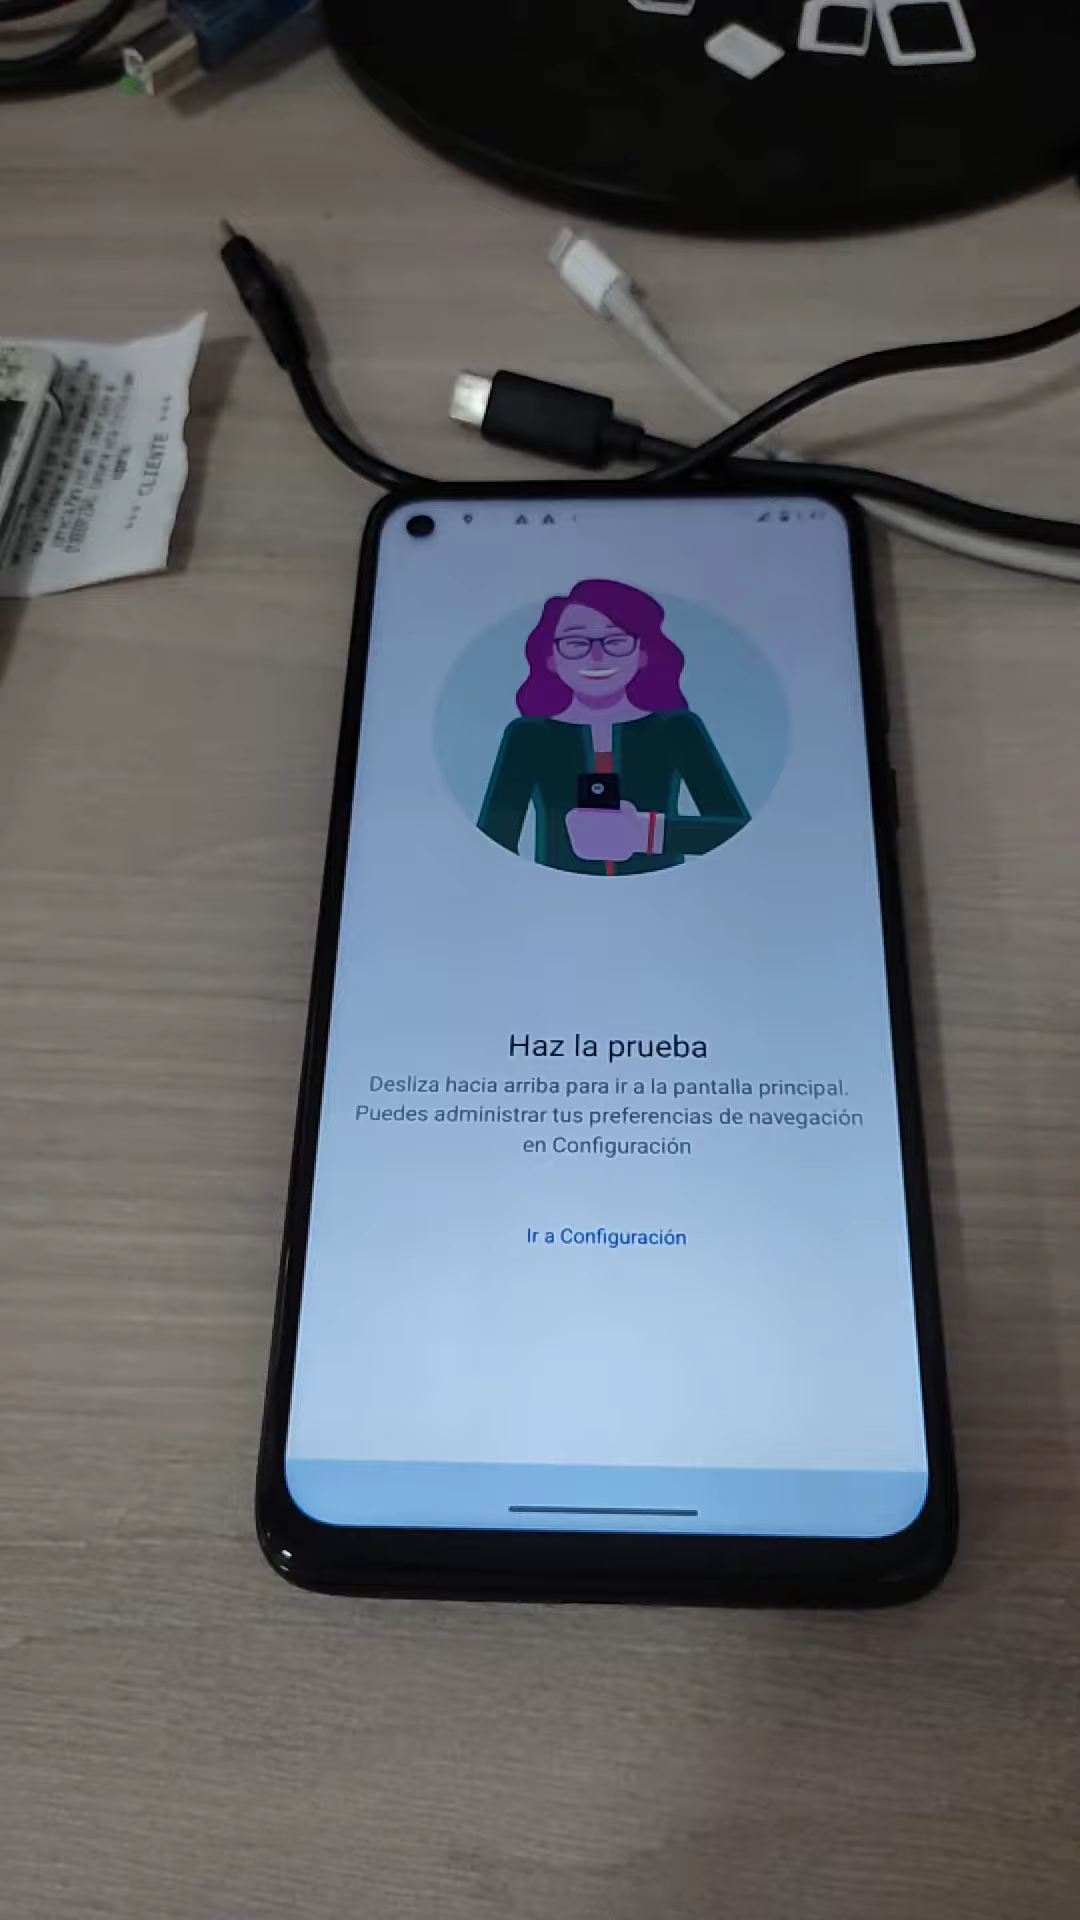 *** CLIENTE ***
Haz la prueba
Desliza hacia arriba para ir a la pantalla principal.
Puedes administrar tus preferencias de navegación
en Configuración
Ir a Configuración